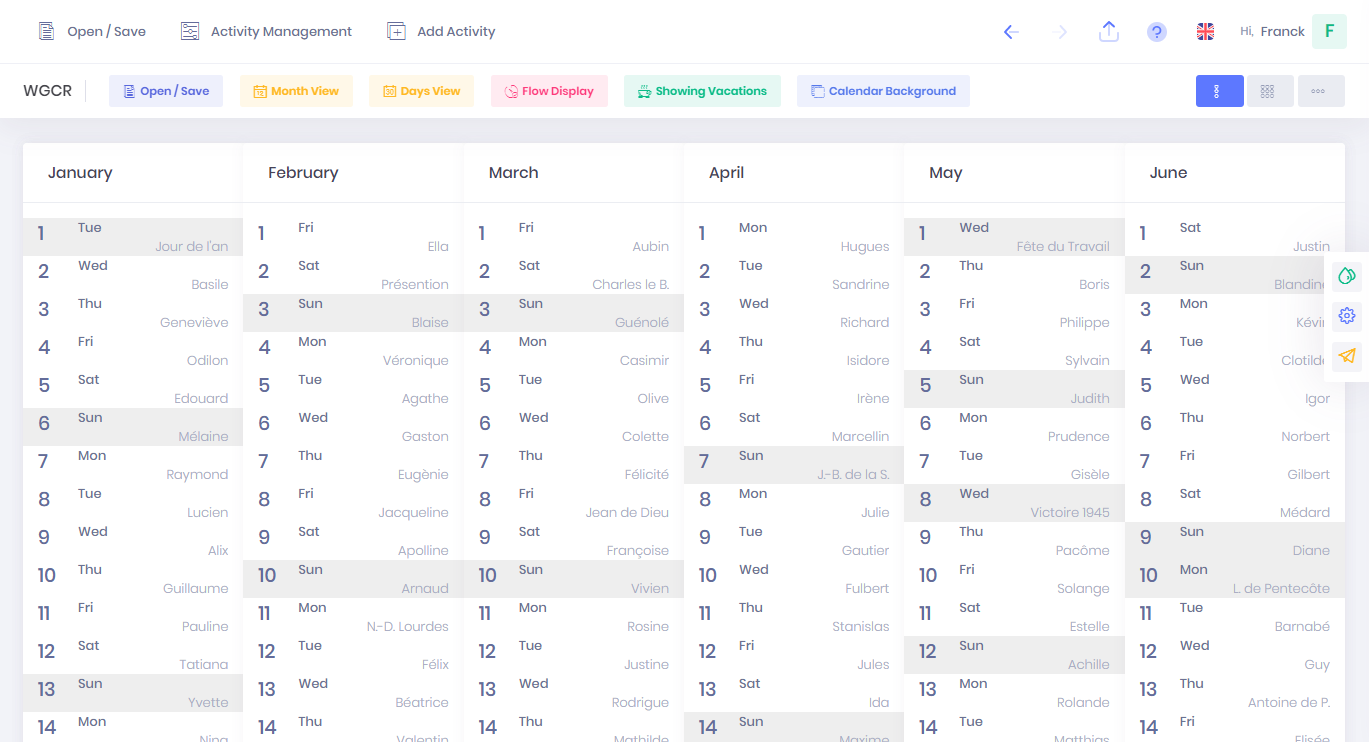 Open / Save Activity Management Add Activity Hi, Franck F
WGCR Open / Save Month View Days View Flow Display Showing Vacations Calendar Background
January February March April May June
1 Tue Jour de l'an 1 Fri Ella 1 Fri Aubin 1 Mon Hugues 1 Wed Fête du Travail 1 Sat Justin
2 Wed Basile 2 Sat Présention 2 Sat Charles le B. 2 Tue Sandrine 2 Thu Boris 2 Sun Blandine
3 Thu Geneviève 3 Sun Blaise 3 Sun Guénolé 3 Wed Richard 3 Fri Philippe 3 Mon Kévin
4 Fri Odilon 4 Mon Véronique 4 Mon Casimir 4 Thu Isidore 4 Sat Sylvain 4 Tue Clotilde
5 Sat Edouard 5 Tue Agathe 5 Tue Olive 5 Fri Irène 5 Sun Judith 5 Wed Igor
6 Sun Mélaine 6 Wed Gaston 6 Wed Colette 6 Sat Marcellin 6 Mon Prudence 6 Thu Norbert
7 Mon Raymond 7 Thu Eugènie 7 Thu Félicité 7 Sun J.-B. de la S. 7 Tue Gisèle 7 Fri Gilbert
8 Tue Lucien 8 Fri Jacqueline 8 Fri Jean de Dieu 8 Mon Julie 8 Wed Victoire 1945 8 Sat Médard
9 Wed Alix 9 Sat Apolline 9 Sat Françoise 9 Tue Gautier 9 Thu Pacôme 9 Sun Diane
10 Thu Guillaume 10 Sun Arnaud 10 Sun Vivien 10 Wed Fulbert 10 Fri Solange 10 Mon L. de Pentecôte
11 Fri Pauline 11 Mon N.-D. Lourdes 11 Mon Rosine 11 Thu Stanislas 11 Sat Estelle 11 Tue Barnabé
12 Sat Tatiana 12 Tue Félix 12 Tue Justine 12 Fri Jules 12 Sun Achille 12 Wed Guy
13 Sun Yvette 13 Wed Béatrice 13 Wed Rodrigue 13 Sat Ida 13 Mon Rolande 13 Thu Antoine de P.
14 Mon Nina 14 Thu Valentin 14 Thu Mathilde 14 Sun Maxime 14 Tue Matthias 14 Fri Elisée